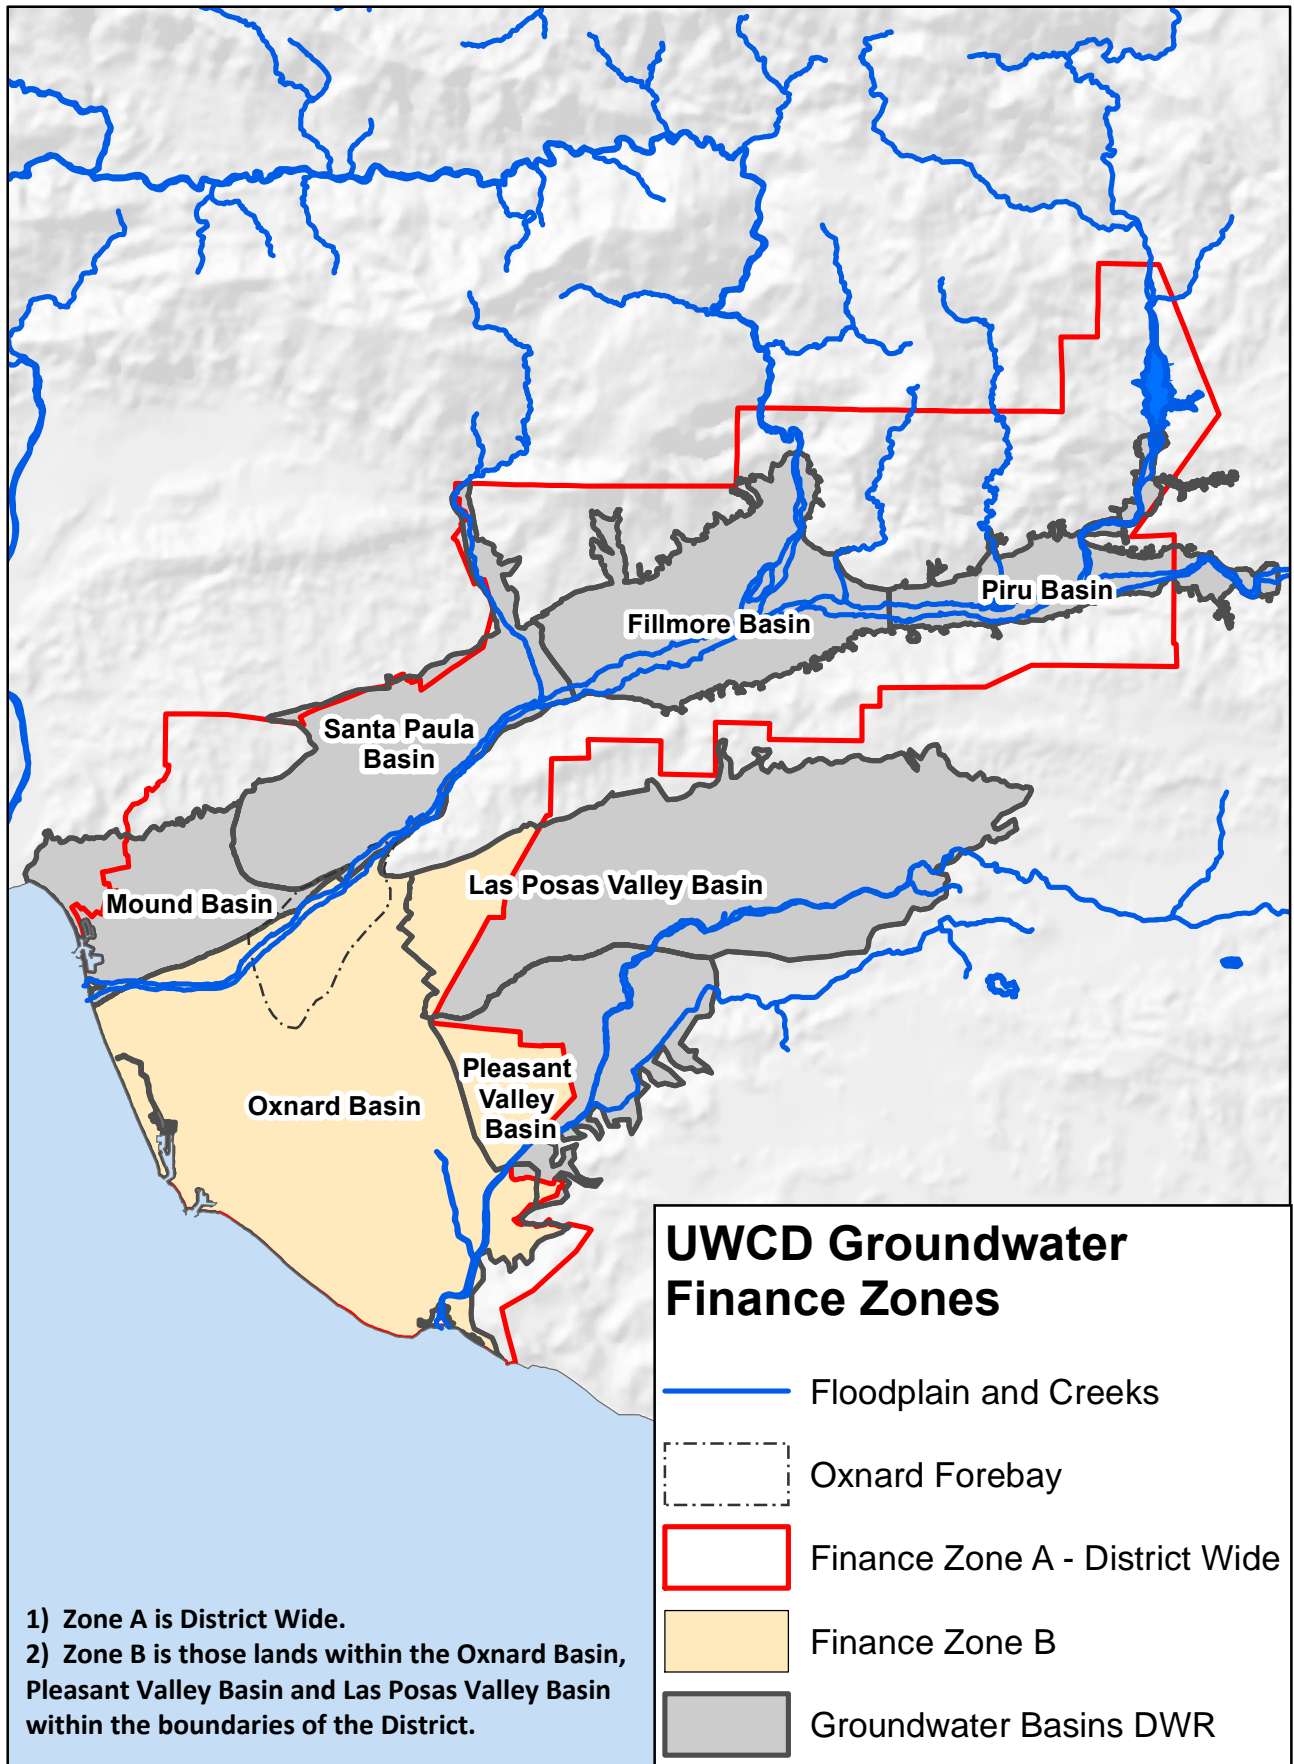 Piru Basin
Fillmore Basin
Santa Paula
Basin
Las Posas Valley Basin
Mound Basin
Pleasant
Valley
Basin
Oxnard Basin
UWCD Groundwater
Finance Zones
Floodplain and Creeks
Oxnard Forebay
Finance Zone A - District Wide
Finance Zone B
Groundwater Basins DWR
1) Zone A is District Wide.
2) Zone B is those lands within the Oxnard Basin,
Pleasant Valley Basin and Las Posas Valley Basin
within the boundaries of the District.